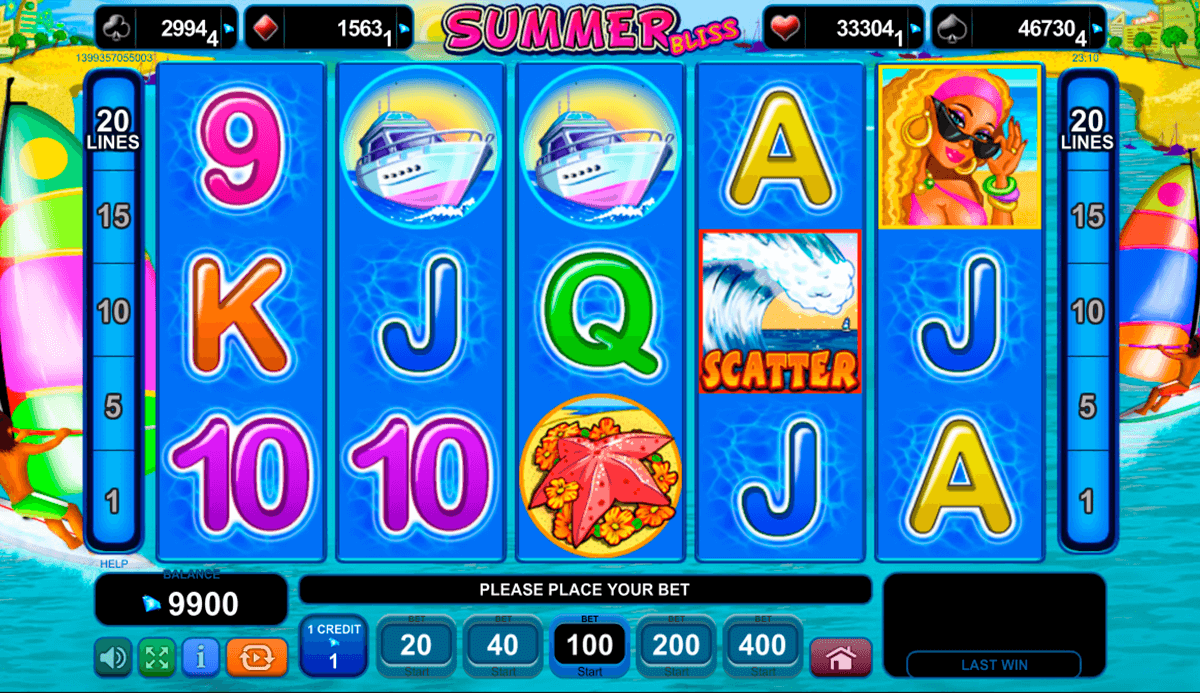 2994 4
1563 1
SUMMER
BLISS
33304 1
46730 4
1399357055003
23:10
20
LINES
15
10
5
1
HELP
9
A
K
J
Q
SCATTER
J
10
10
J
A
20
LINES
15
10
5
1
BALANCE
9900
PLEASE PLACE YOUR BET
1 CREDIT
1
BET
20
Start
BET
40
Start
BET
100
Start
BET
200
Start
BET
400
Start
LAST WIN